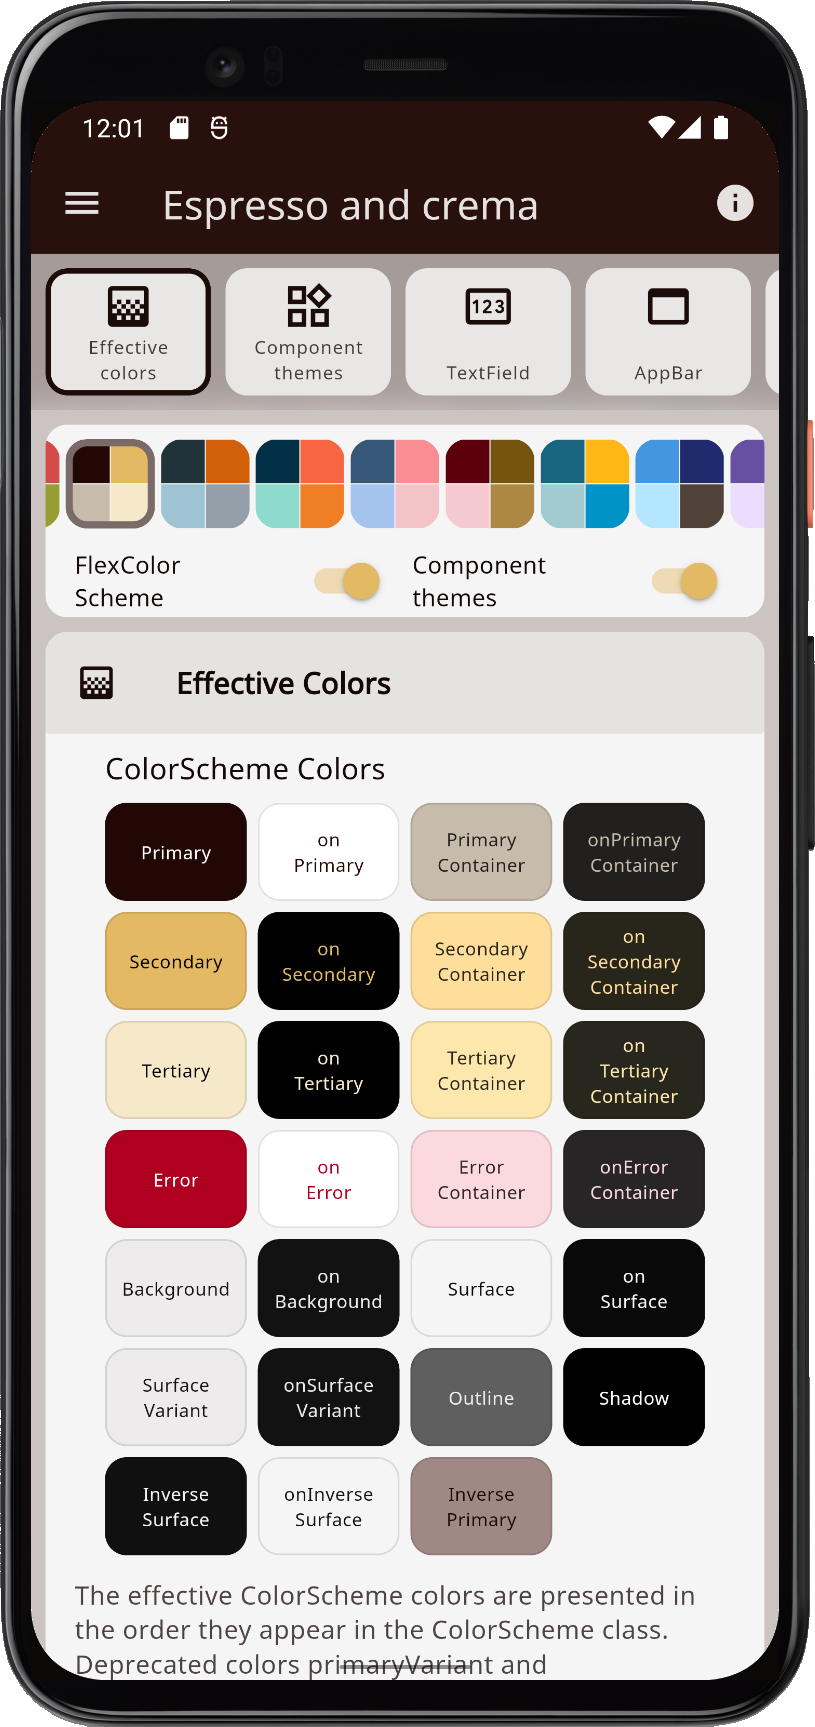 12:01
Espresso and crema
Effective
colors
Component
themes
123
TextField
AppBar
FlexColor
Scheme
Component
themes
Effective Colors
ColorScheme Colors
Primary
on
Primary
Primary
Container
onPrimary
Container
Secondary
on
Secondary
Secondary
Container
on
Secondary
Container
Tertiary
on
Tertiary
Tertiary
Container
on
Tertiary
Container
Error
on
Error
Error
Container
onError
Container
Background
on
Background
Surface
on
Surface
Surface
Variant
onSurface
Variant
Outline
Shadow
Inverse
Surface
onInverse
Surface
Inverse
Primary
The effective ColorScheme colors are presented in
the order they appear in the ColorScheme class.
Deprecated colors primaryVariant and